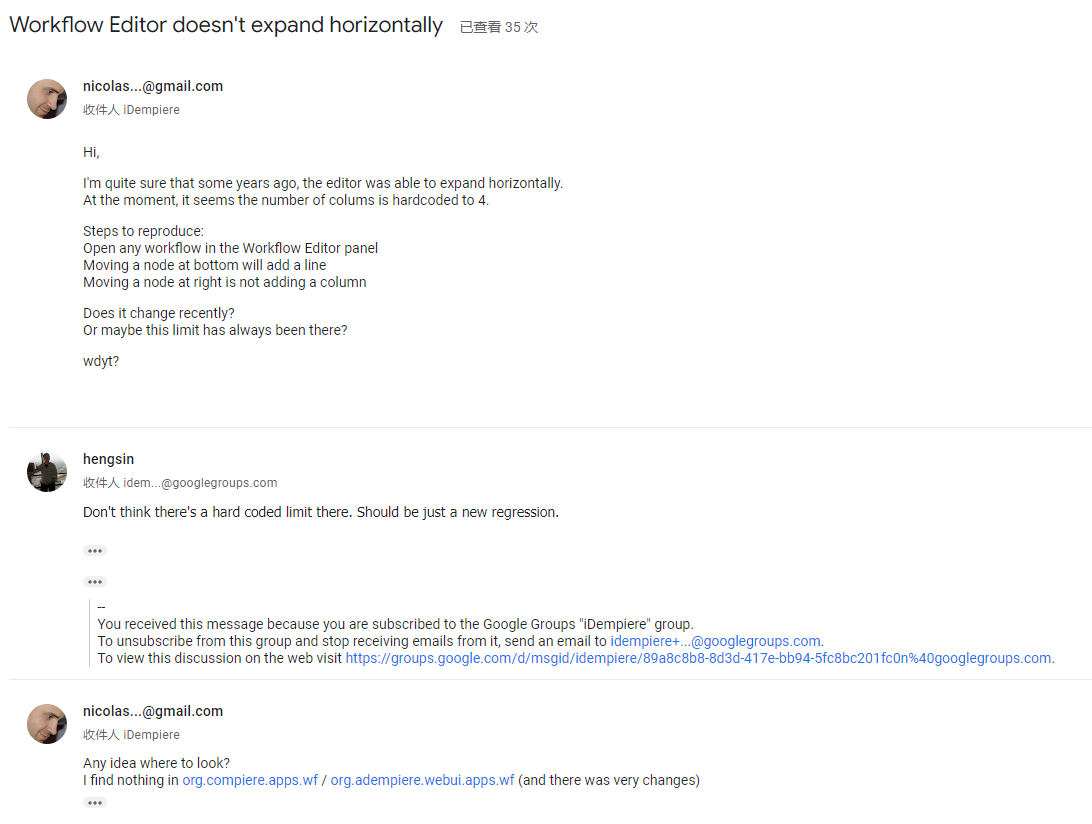 Workflow Editor doesn't expand horizontally 已查看 35 次
nicolas...@gmail.com
收件人 iDempiere
Hi,
I'm quite sure that some years ago, the editor was able to expand horizontally.
At the moment, it seems the number of colums is hardcoded to 4.
Steps to reproduce:
Open any workflow in the Workflow Editor panel
Moving a node at bottom will add a line
Moving a node at right is not adding a column
Does it change recently?
Or maybe this limit has always been there?
wdyt?
hengsin
收件人 idem...@googlegroups.com
Don't think there's a hard coded limit there. Should be just a new regression.
--
You received this message because you are subscribed to the Google Groups "iDempiere" group.
To unsubscribe from this group and stop receiving emails from it, send an email to idempiere+...@googlegroups.com.
To view this discussion on the web visit https://groups.google.com/d/msgid/idempiere/89a8c8b8-8d3d-417e-bb94-5fc8bc201fc0n%40googlegroups.com.
nicolas...@gmail.com
收件人 iDempiere
Any idea where to look?
I find nothing in org.compiere.apps.wf / org.adempiere.webui.apps.wf (and there was very changes)